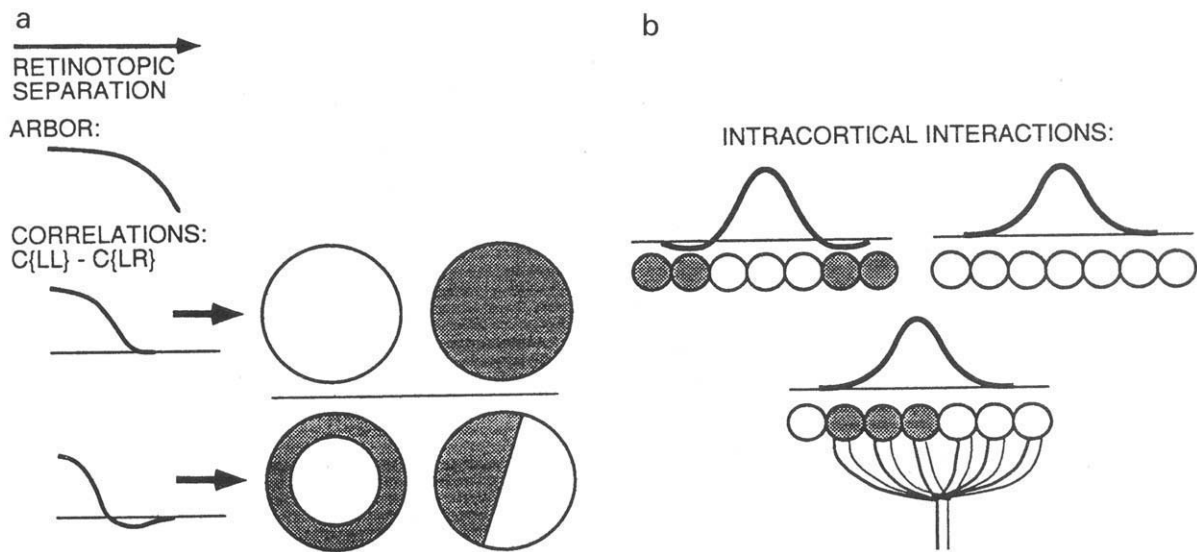 a
RETINOTOPIC
SEPARATION
ARBOR:
CORRELATIONS:
C{LL} - C{LR}
b
INTRACORTICAL INTERACTIONS: